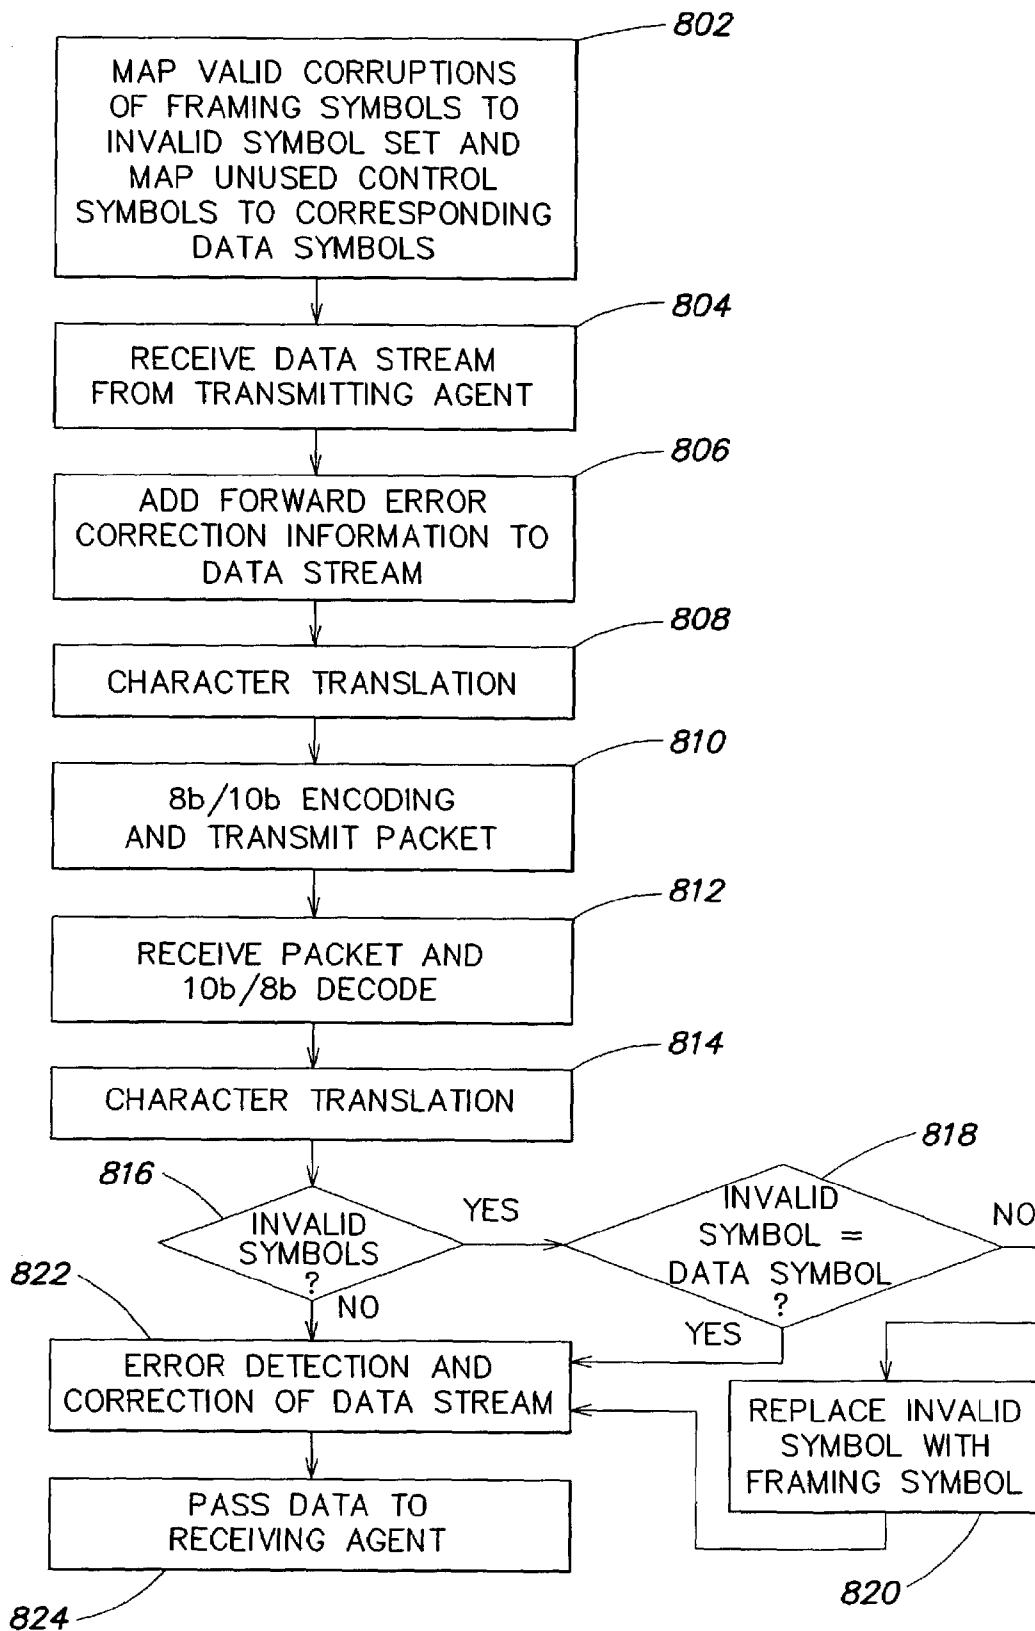 802
MAP VALID CORRUPTIONS
OF FRAMING SYMBOLS TO
INVALID SYMBOL SET AND
MAP UNUSED CONTROL
SYMBOLS TO CORRESPONDING
DATA SYMBOLS
804
RECEIVE DATA STREAM
FROM TRANSMITTING AGENT
806
ADD FORWARD ERROR
CORRECTION INFORMATION TO
DATA STREAM
808
CHARACTER TRANSLATION
810
8b/10b ENCODING
AND TRANSMIT PACKET
812
RECEIVE PACKET AND
10b/8b DECODE
814
CHARACTER TRANSLATION
816
INVALID
SYMBOLS
?
YES
NO
818
INVALID
SYMBOL =
DATA SYMBOL
?
NO
YES
822
ERROR DETECTION AND
CORRECTION OF DATA STREAM
REPLACE INVALID
SYMBOL WITH
FRAMING SYMBOL
820
PASS DATA TO
RECEIVING AGENT
824